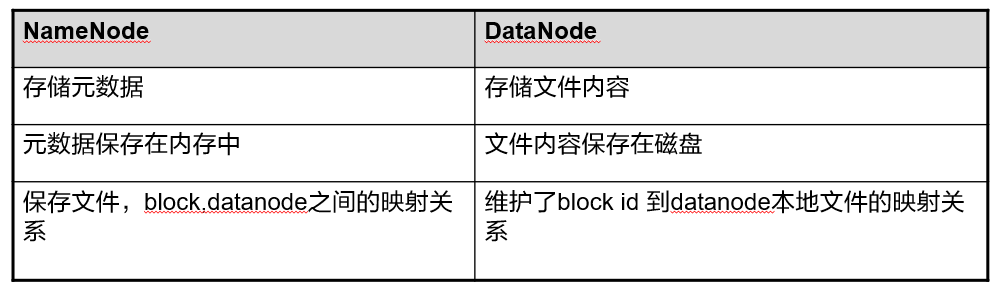 NameNode
DataNode
存储元数据
存储文件内容
元数据保存在内存中
文件内容保存在磁盘
保存文件，block,datanode之间的映射关
系
维护了block id 到datanode本地文件的映射关
系